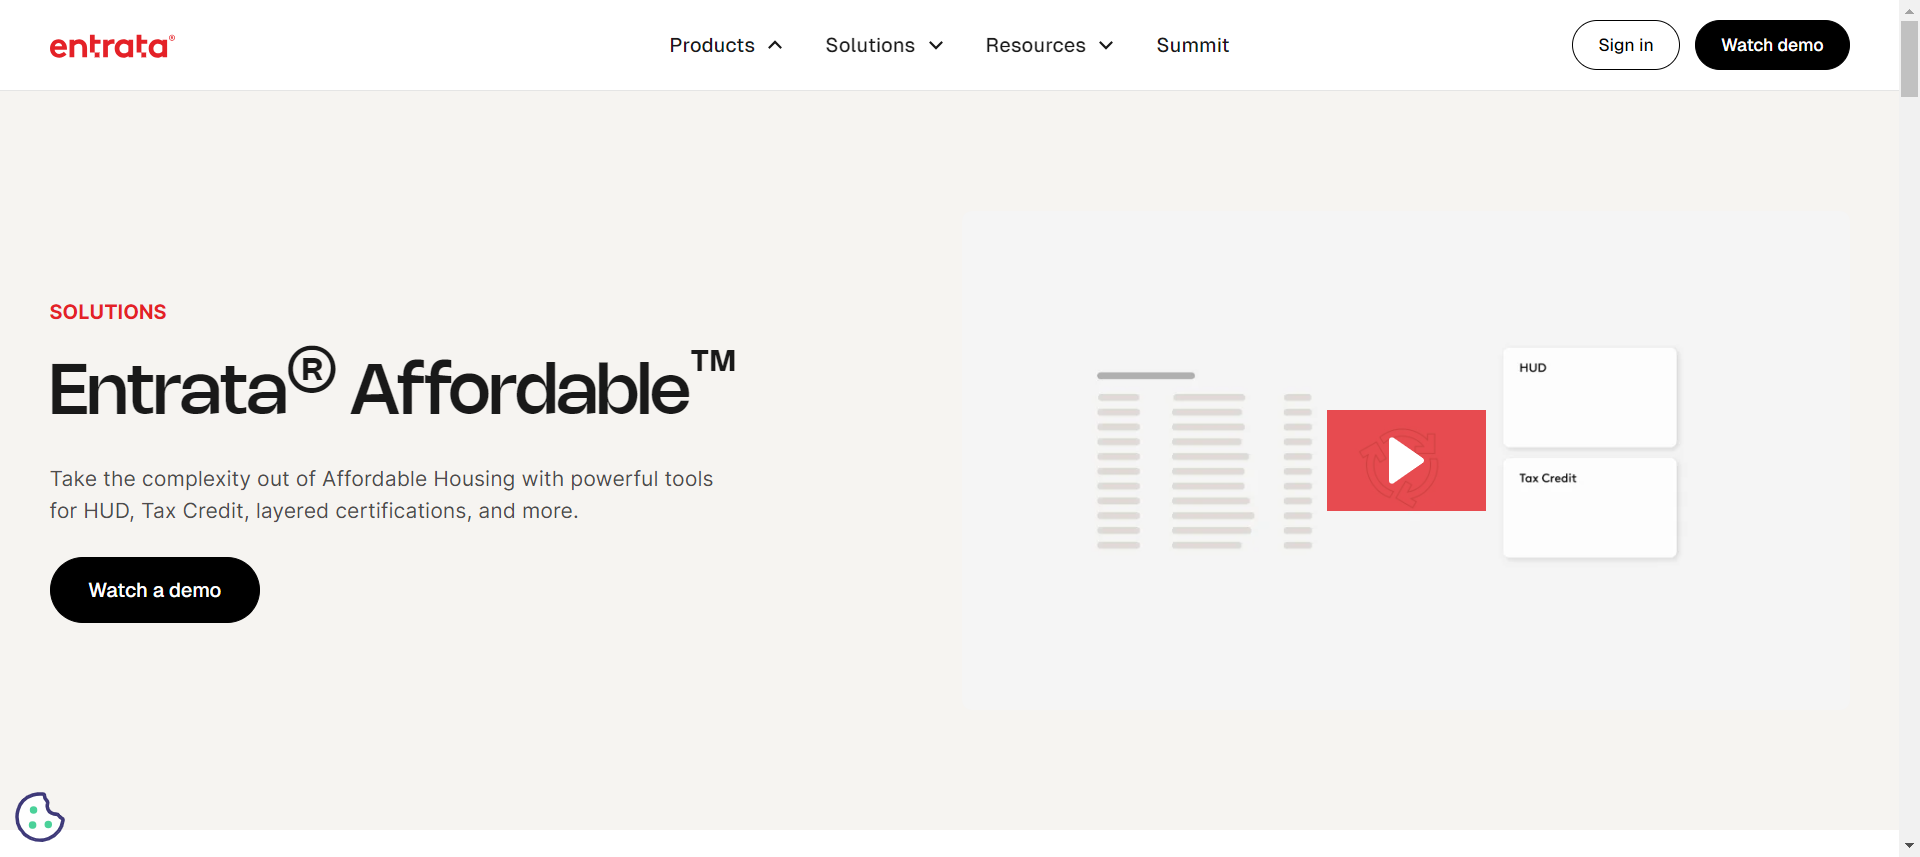 entrata®
Products
Solutions
Resources
Summit
Sign in
Watch demo
SOLUTIONS
Entrata® Affordable™
Take the complexity out of Affordable Housing with powerful tools
for HUD, Tax Credit, layered certifications, and more.
Watch a demo
HUD
Tax Credit